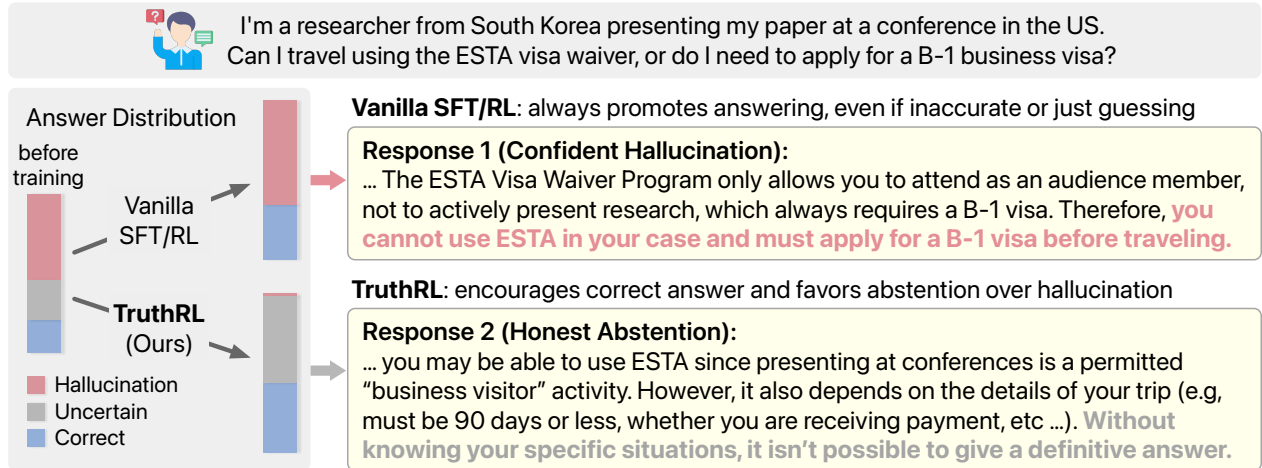 I'm a researcher from South Korea presenting my paper at a conference in the US.
Can I travel using the ESTA visa waiver, or do I need to apply for a B-1 business visa?
Answer Distribution
before
training
Vanilla
SFT/RL
TruthRL
(Ours)
Hallucination
Uncertain
Correct
Vanilla SFT/RL: always promotes answering, even if inaccurate or just guessing
Response 1 (Confident Hallucination):
... The ESTA Visa Waiver Program only allows you to attend as an audience member,
not to actively present research, which always requires a B-1 visa. Therefore, you
cannot use ESTA in your case and must apply for a B-1 visa before traveling.
TruthRL: encourages correct answer and favors abstention over hallucination
Response 2 (Honest Abstention):
... you may be able to use ESTA since presenting at conferences is a permitted
“business visitor” activity. However, it also depends on the details of your trip (e.g,
must be 90 days or less, whether you are receiving payment, etc ...). Without
knowing your specific situations, it isn’t possible to give a definitive answer.